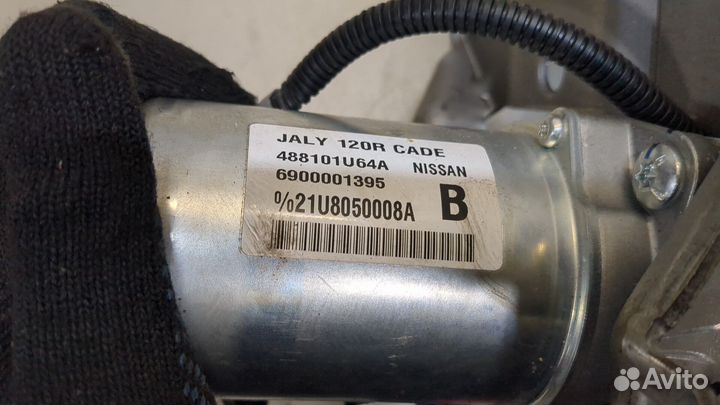 JALY 120R CADE
488101U64A NISSAN
6900001395
%21U8050008A B
Avito